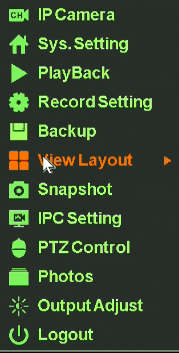 CH IP Camera
Sys. Setting
PlayBack
Record Setting
Backup
View Layout
Snapshot
IPC Setting
PTZ Control
Photos
Output Adjust
Logout